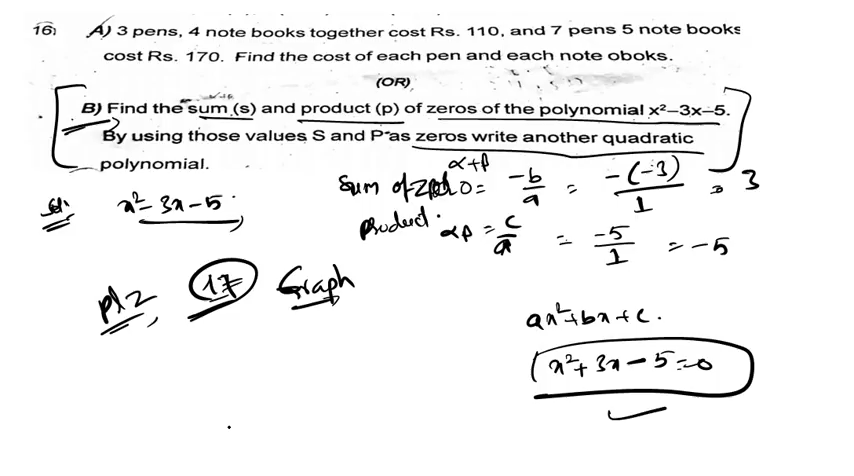 16) A) 3 pens, 4 note books together cost Rs. 110, and 7 pens 5 note books
cost Rs. 170. Find the cost of each pen and each note oboks.
(OR)
B) Find the sum (s) and product (p) of zeros of the polynomial x²–3x–5.
By using those values S and P as zeros write another quadratic
polynomial.
α+β
Sum of = -b/a = -(-3)/1 = 3
Sol: x² - 3x - 5
product αβ = c/a = -5/1 = -5
17 Graph
ax²+bx+c.
x²+3x-5=0